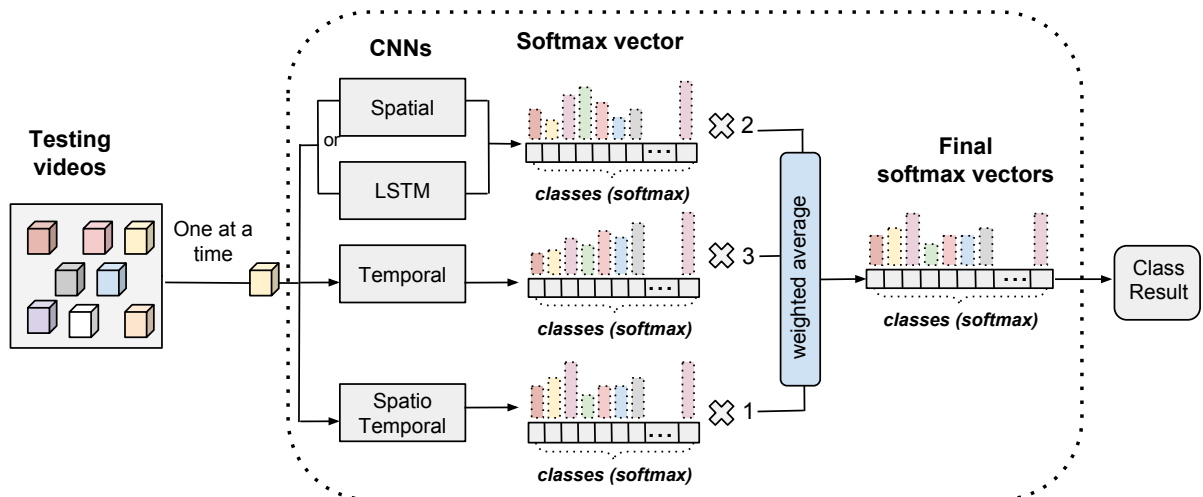 CNNs
Softmax vector
Spatial
or
LSTM
2
classes (softmax)
Testing
videos
One at a
time
Temporal
3
classes (softmax)
weighted average
Final
softmax vectors
classes (softmax)
Class
Result
Spatio
Temporal
1
classes (softmax)